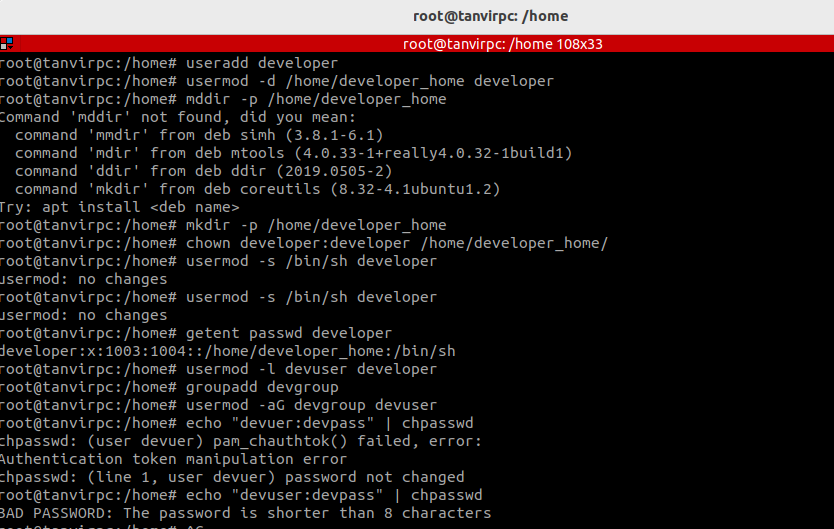 root@tanvirpc: /home
root@tanvirpc: /home 108x33
root@tanvirpc:/home# useradd developer
root@tanvirpc:/home# usermod -d /home/developer_home developer
root@tanvirpc:/home# mddir -p /home/developer_home
Command 'mddir' not found, did you mean:
  command 'mmdir' from deb simh (3.8.1-6.1)
  command 'mdir' from deb mtools (4.0.33-1+really4.0.32-1build1)
  command 'ddir' from deb ddir (2019.0505-2)
  command 'mkdir' from deb coreutils (8.32-4.1ubuntu1.2)
Try: apt install <deb name>
root@tanvirpc:/home# mkdir -p /home/developer_home
root@tanvirpc:/home# chown developer:developer /home/developer_home/
root@tanvirpc:/home# usermod -s /bin/sh developer
usermod: no changes
root@tanvirpc:/home# usermod -s /bin/sh developer
usermod: no changes
root@tanvirpc:/home# getent passwd developer
developer:x:1003:1004::/home/developer_home:/bin/sh
root@tanvirpc:/home# usermod -l devuser developer
root@tanvirpc:/home# groupadd devgroup
root@tanvirpc:/home# usermod -aG devgroup devuser
root@tanvirpc:/home# echo "devuer:devpass" | chpasswd
chpasswd: (user devuer) pam_chauthtok() failed, error:
Authentication token manipulation error
chpasswd: (line 1, user devuer) password not changed
root@tanvirpc:/home# echo "devuser:devpass" | chpasswd
BAD PASSWORD: The password is shorter than 8 characters
root@tanvirpc:/home#